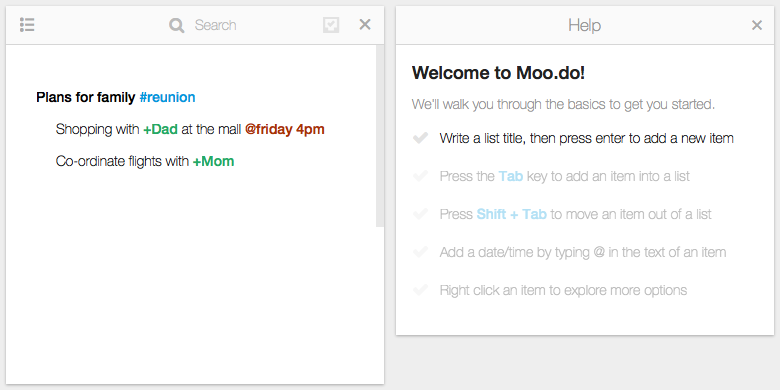 Search
Plans for family #reunion
Shopping with +Dad at the mall @friday 4pm
Co-ordinate flights with +Mom
Help
Welcome to Moo.do!
We'll walk you through the basics to get you started.
Write a list title, then press enter to add a new item
Press the Tab key to add an item into a list
Press Shift + Tab to move an item out of a list
Add a date/time by typing @ in the text of an item
Right click an item to explore more options